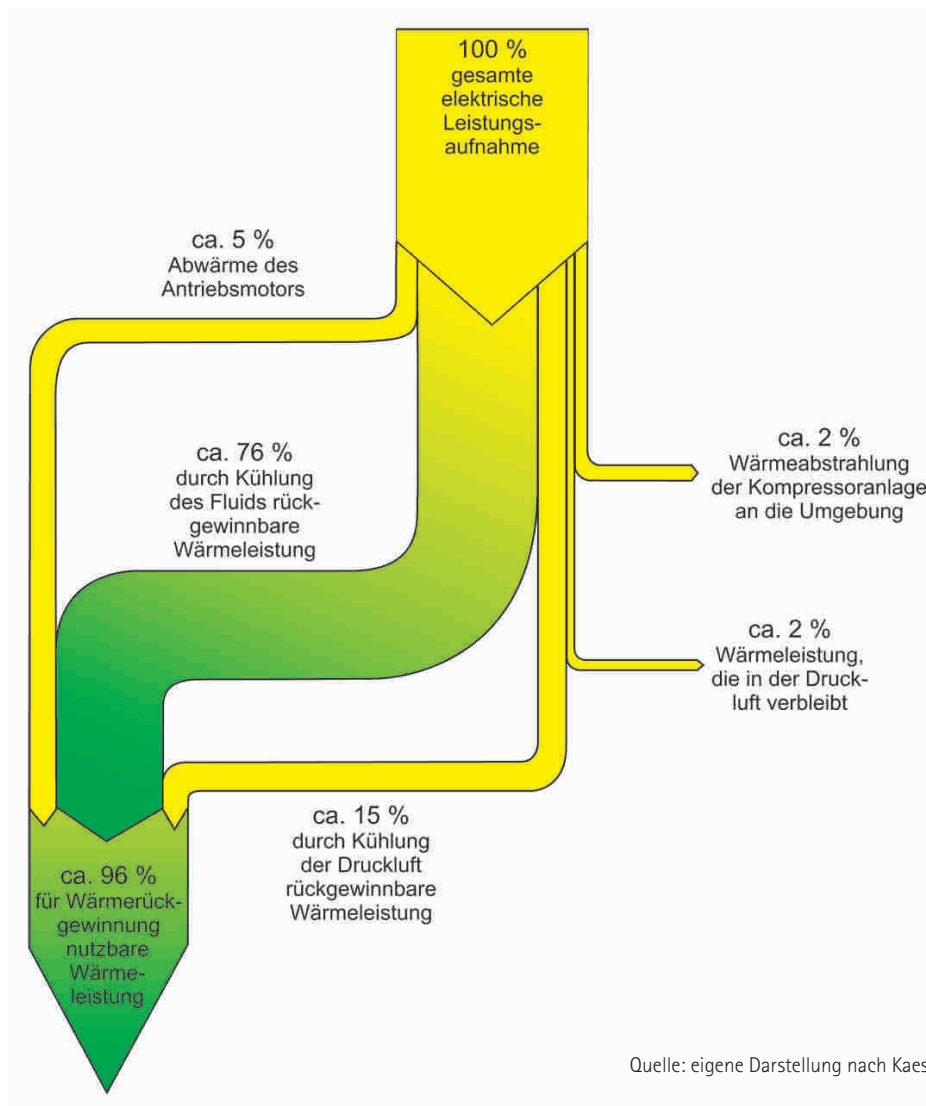 100 %
gesamte
elektrische
Leistungs-
aufnahme
ca. 5 %
Abwärme des
Antriebsmotors
ca. 76 %
durch Kühlung
des Fluids rück-
gewinnbare
Wärmeleistung
ca. 2 %
Wärmeabstrahlung
der Kompressoranlage
an die Umgebung
ca. 2 %
Wärmeleistung,
die in der Druck-
luft verbleibt
ca. 15 %
durch Kühlung
der Druckluft
rückgewinnbare
Wärmeleistung
ca. 96 %
für Wärmerück-
gewinnung
nutzbare
Wärme-
leistung
Quelle: eigene Darstellung nach Kaes